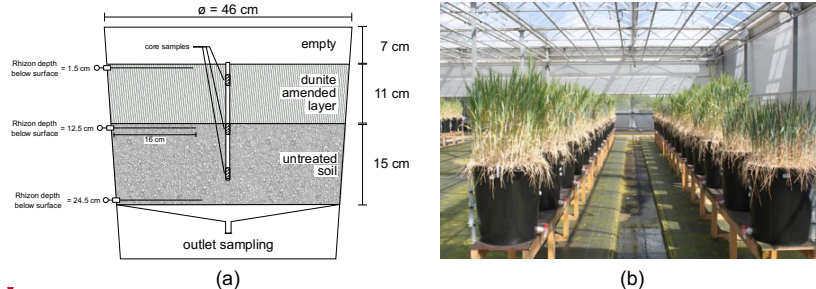 ø = 46 cm
empty
7 cm
core samples
Rhizon depth
below surface
= 1.5 cm
dunite
amended
layer
11 cm
Rhizon depth
below surface
= 12.5 cm
16 cm
untreated
soil
15 cm
Rhizon depth
below surface
= 24.5 cm
outlet sampling
(a)
(b)